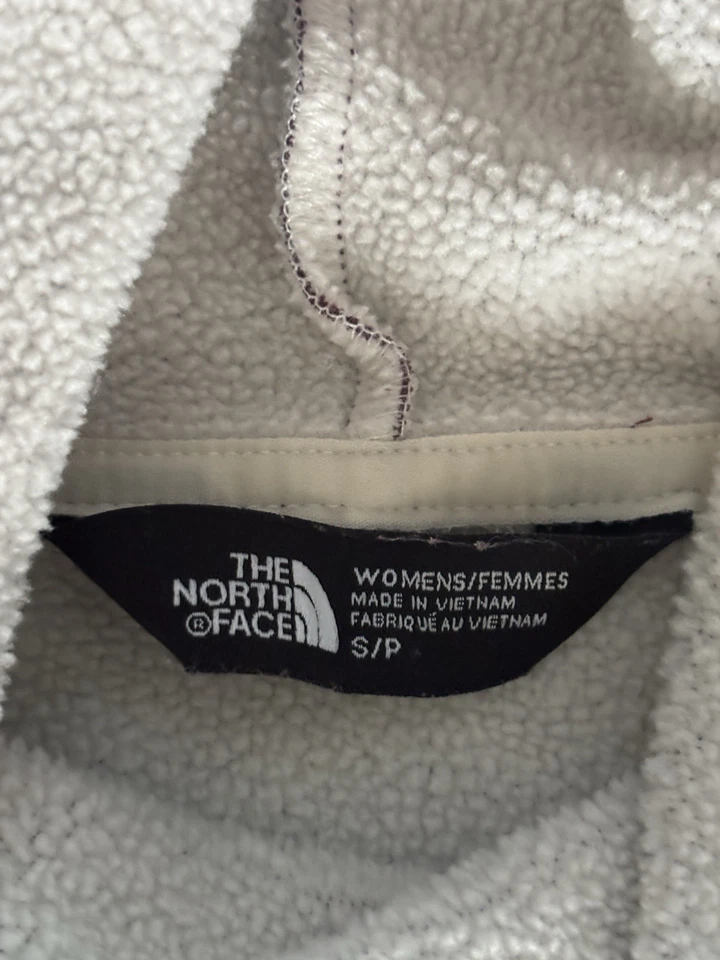 THE
NORTH
®FACE
WOMENS/FEMMES
MADE IN VIETNAM
FABRIQUÉ AU VIETNAM
S/P